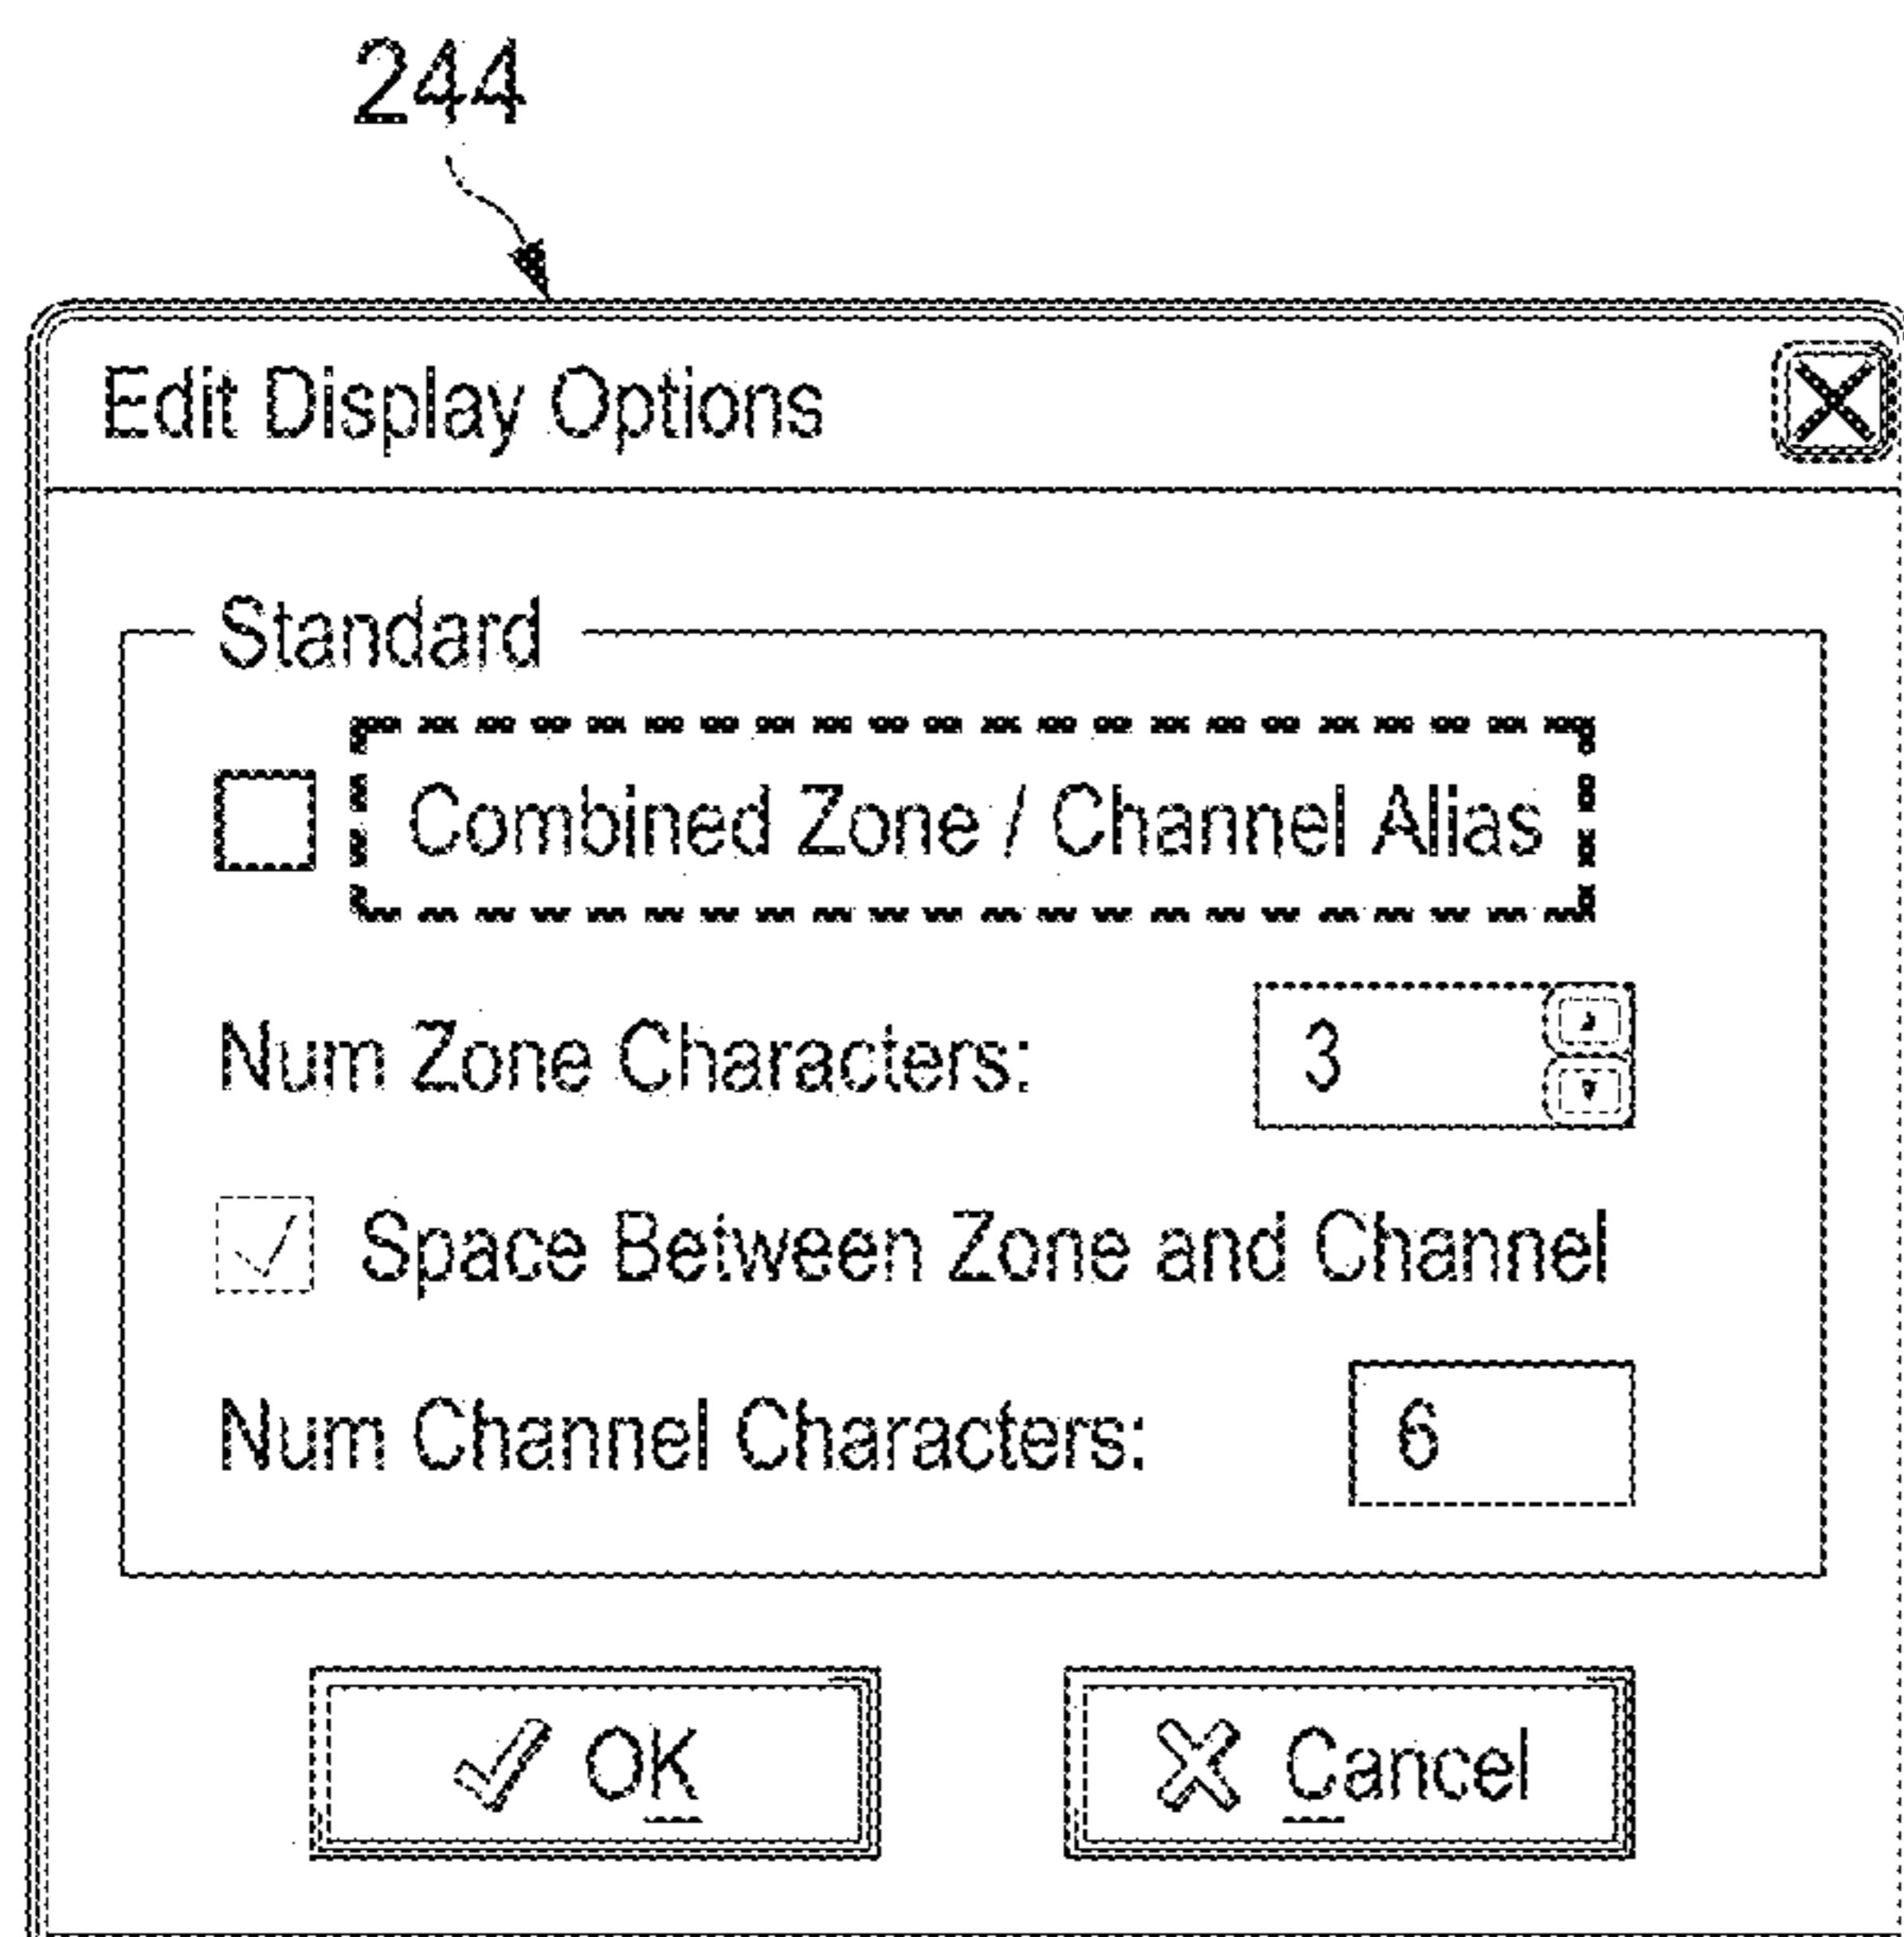 244
Edit Display Options
Standard
Combined Zone / Channel Alias
Num Zone Characters: 3
Space Between Zone and Channel
Num Channel Characters: 6
OK Cancel